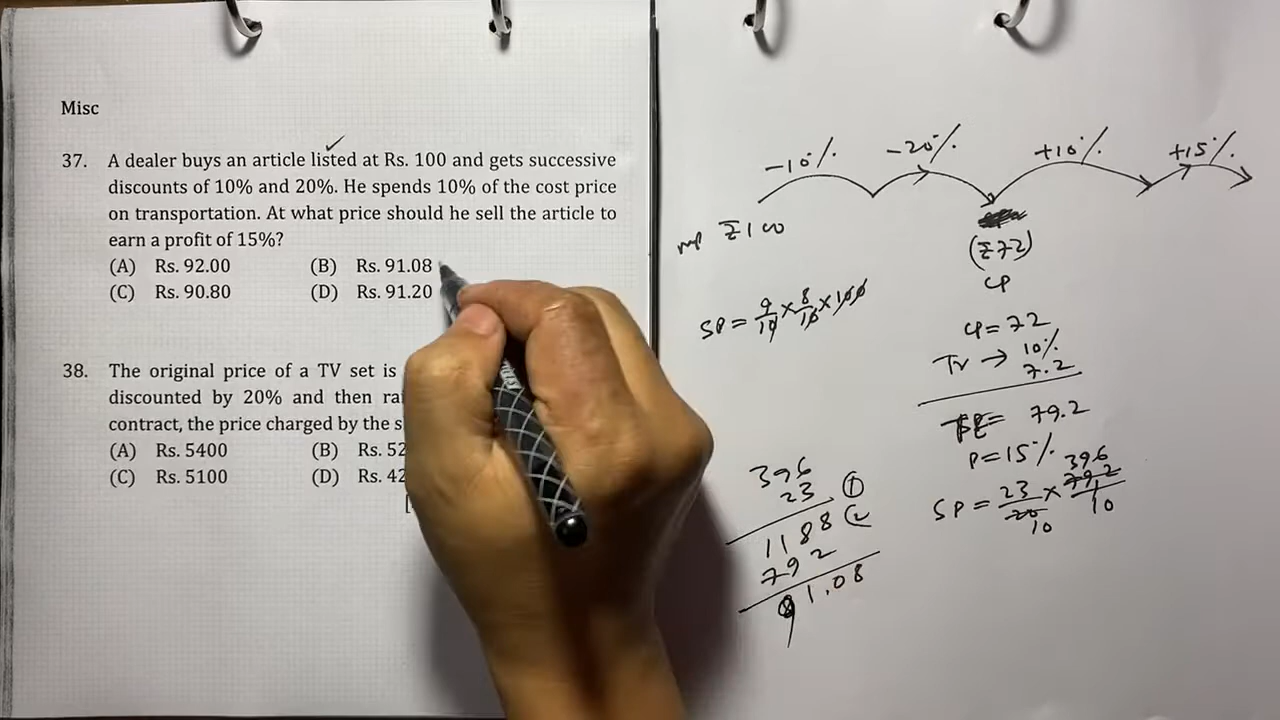 Misc
37. A dealer buys an article listed at Rs. 100 and gets successive
discounts of 10% and 20%. He spends 10% of the cost price
on transportation. At what price should he sell the article to
earn a profit of 15%?
(A) Rs. 92.00 (B) Rs. 91.08
(C) Rs. 90.80 (D) Rs. 91.20
38. The original price of a TV set is
discounted by 20% and then
contract, the price charged by the
(A) Rs. 5400 (B) Rs. 52
(C) Rs. 5100 (D) Rs. 42
-10% -20% +10% +15%
mp ₹100
(₹72)
CP
SP = 9/10 × 8/10 × 100
CP = 72
TV → 10%
7.2
= 79.2
P = 15%
396
SP = 23/20 × 79.2/10
10
396
23 ①
1188 ②
792
91.08